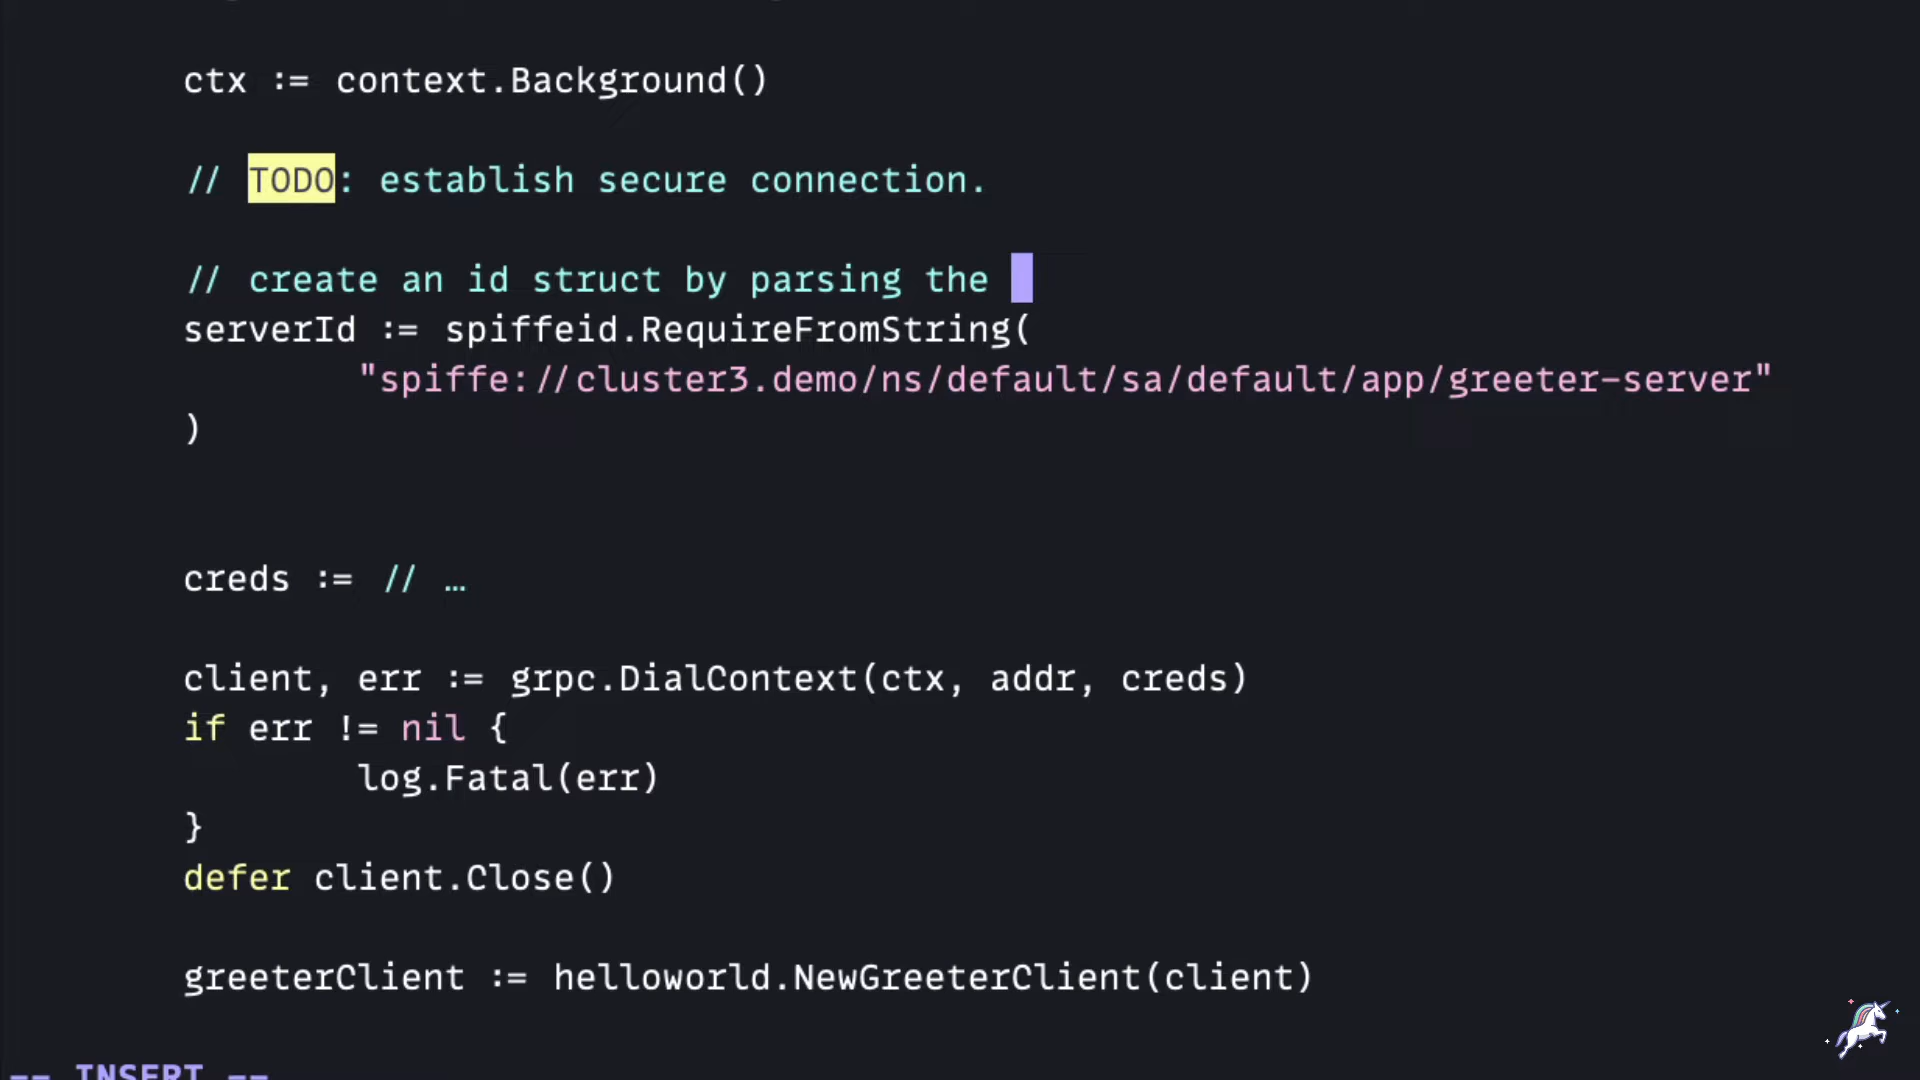 ctx := context.Background()
// TODO: establish secure connection.
// create an id struct by parsing the
serverId := spiffeid.RequireFromString(
"spiffe://cluster3.demo/ns/default/sa/default/app/greeter-server"
)
creds := // …
client, err := grpc.DialContext(ctx, addr, creds)
if err != nil {
log.Fatal(err)
}
defer client.Close()
greeterClient := helloworld.NewGreeterClient(client)
-- INSERT --